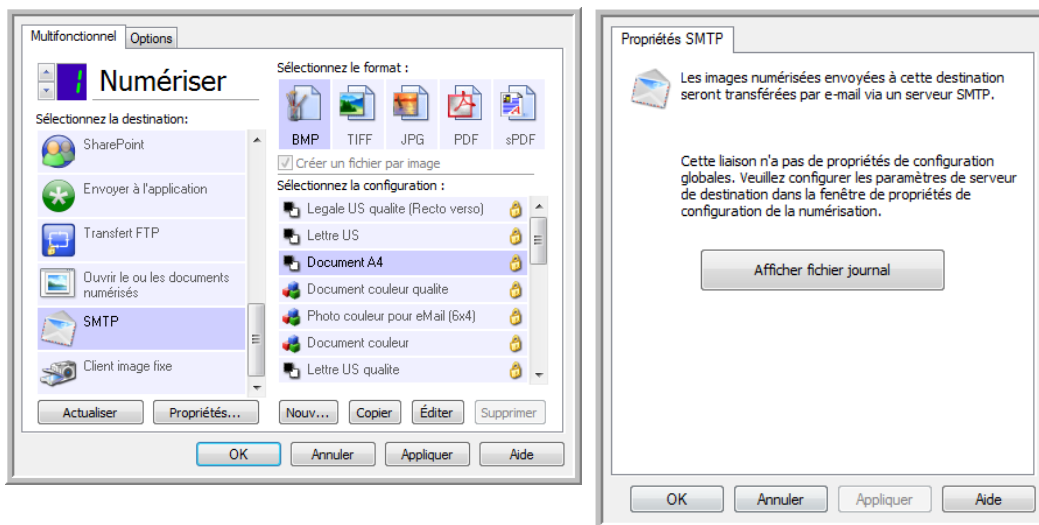 Multifonctionnel
Options
1
Numériser
Sélectionnez la destination:
SharePoint
Envoyer à l'application
Transfert FTP
Ouvrir le ou les documents
numérisés
SMTP
Client image fixe
Actualiser
Propriétés...
Sélectionnez le format :
BMP
TIFF
JPG
PDF
sPDF
Créer un fichier par image
Sélectionnez la configuration :
Legale US qualite (Recto verso)
Lettre US
Document A4
Document couleur qualite
Photo couleur pour eMail (6x4)
Document couleur
Lettre US qualite
Nouv...
Copier
Éditer
Supprimer
OK
Annuler
Appliquer
Aide
Propriétés SMTP
Les images numérisées envoyées à cette destination
seront transférées par e-mail via un serveur SMTP.
Cette liaison n'a pas de propriétés de configuration
globales. Veuillez configurer les paramètres de serveur
de destination dans la fenêtre de propriétés de
configuration de la numérisation.
Afficher fichier journal
OK
Annuler
Appliquer
Aide